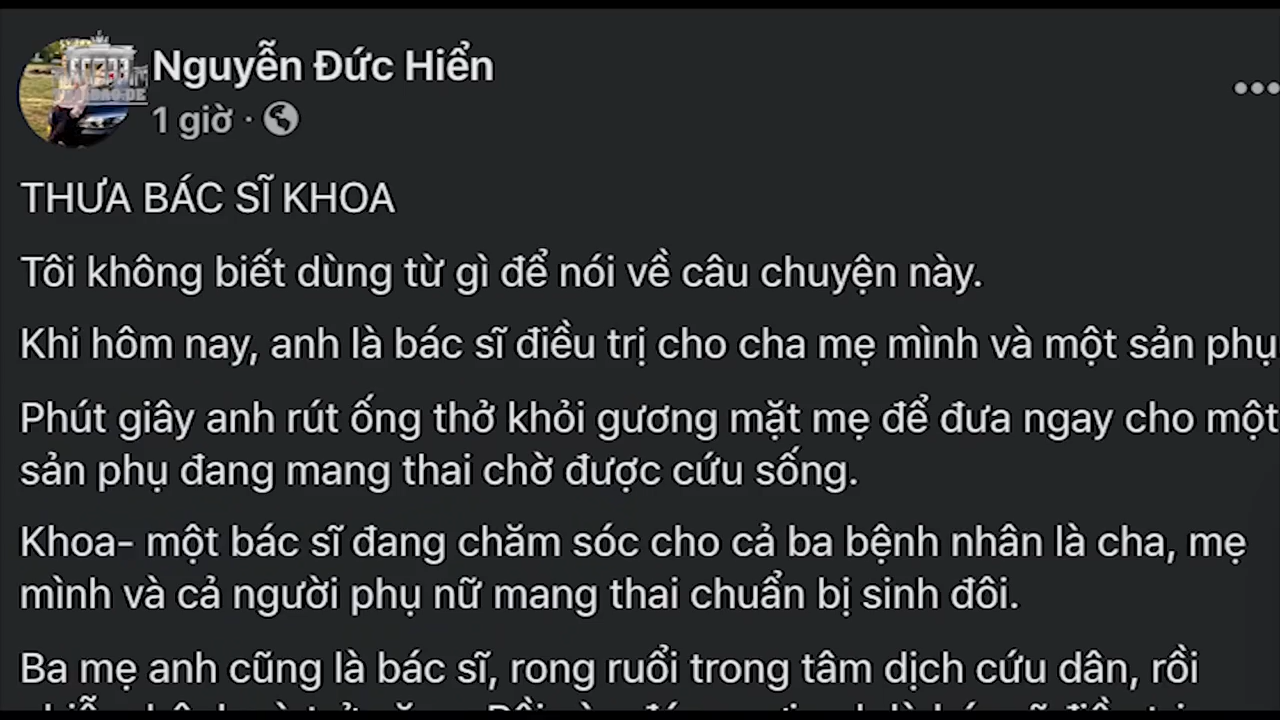 Nguyễn Đức Hiển
1 giờ ·
THƯA BÁC SĨ KHOA
Tôi không biết dùng từ gì để nói về câu chuyện này.
Khi hôm nay, anh là bác sĩ điều trị cho cha mẹ mình và một sản phụ
Phút giây anh rút ống thở khỏi gương mặt mẹ để đưa ngay cho một
sản phụ đang mang thai chờ được cứu sống.
Khoa- một bác sĩ đang chăm sóc cho cả ba bệnh nhân là cha, mẹ
mình và cả người phụ nữ mang thai chuẩn bị sinh đôi.
Ba mẹ anh cũng là bác sĩ, rong ruổi trong tâm dịch cứu dân, rồi